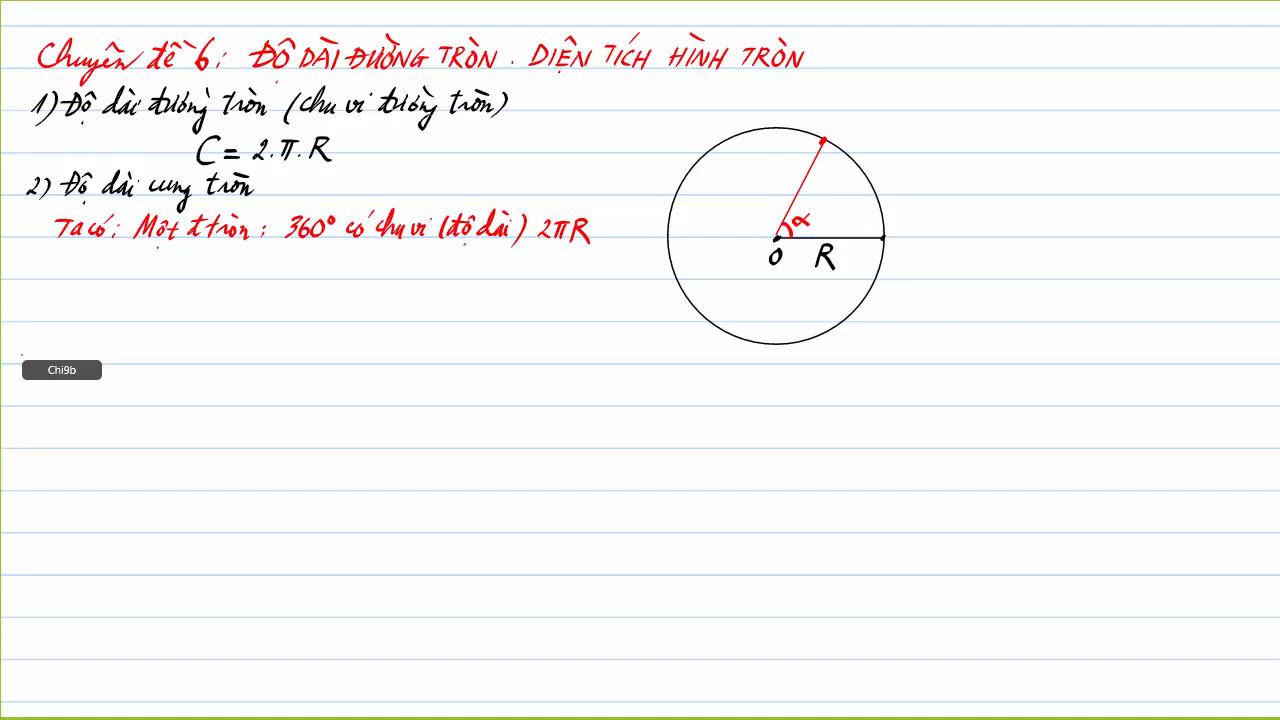 Chuyên đề 6: ĐỘ DÀI ĐƯỜNG TRÒN. DIỆN TÍCH HÌNH TRÒN
1) Độ dài đường tròn (chu vi đường tròn)
C = 2.π.R
2) Độ dài cung tròn
Ta có: Một đ tròn: 360° có chu vi (độ dài) 2πR
α
O R
Chi9b